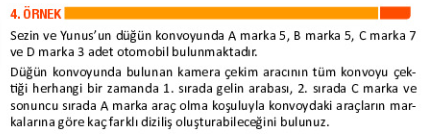 4. ÖRNEK
Sezin ve Yunus'un düğün konvoyunda A marka 5, B marka 5, C marka 7
ve D marka 3 adet otomobil bulunmaktadır.
Düğün konvoyunda bulunan kamera çekim aracının tüm konvoyu çek-
tiği herhangi bir zamanda 1. sırada gelin arabası, 2. sırada C marka ve
sonuncu sırada A marka araç olma koşuluyla konvoydaki araçların mar-
kalarına göre kaç farklı diziliş oluşturabileceğini bulunuz.